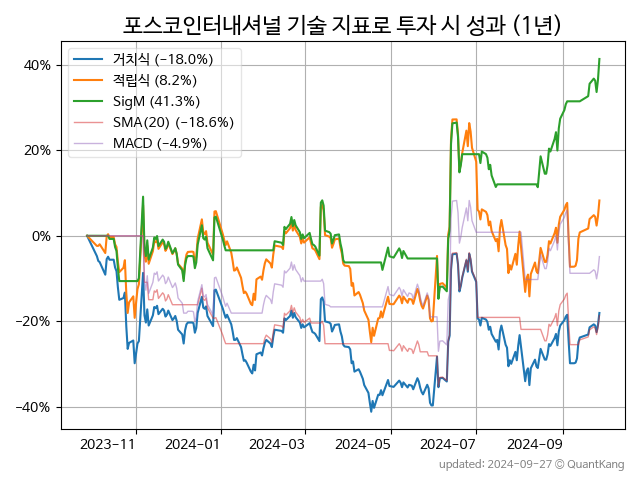 포스코인터내셔널 기술 지표로 투자 시 성과 (1년)
거치식 (−18.0%)
적립식 (8.2%)
SigM (41.3%)
SMA(20) (−18.6%)
MACD (−4.9%)
40%
20%
0%
−20%
−40%
2023-11 2024-01 2024-03 2024-05 2024-07 2024-09
updated: 2024-09-27 © QuantKang